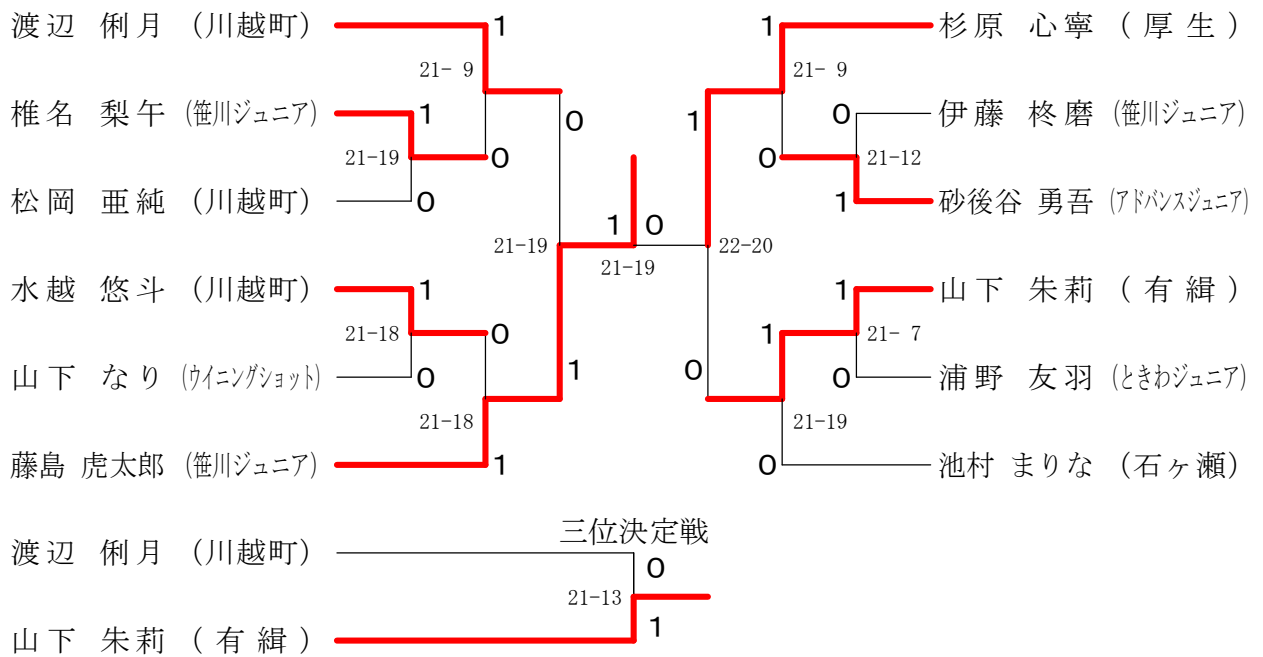 渡辺 俐月 (川越町) 1 1 杉原 心寧 (厚生)
21- 9 21- 9
椎名 梨午 (笹川ジュニア) 1 0 1 0 伊藤 柊磨 (笹川ジュニア)
21-19 0 0 21-12
松岡 亜純 (川越町) 0 1 砂後谷 勇吾 (アドバンスジュニア)
1 0
21-19 21-19 22-20
水越 悠斗 (川越町) 1 1 山下 朱莉 (有緝)
21-18 0 1 21- 7
山下 なり (ウイニングショット) 0 1 0 0 浦野 友羽 (ときわジュニア)
21-18 21-19
藤島 虎太郎 (笹川ジュニア) 1 0 池村 まりな (石ヶ瀬)
三位決定戦
渡辺 俐月 (川越町) 0
21-13
山下 朱莉 (有緝) 1